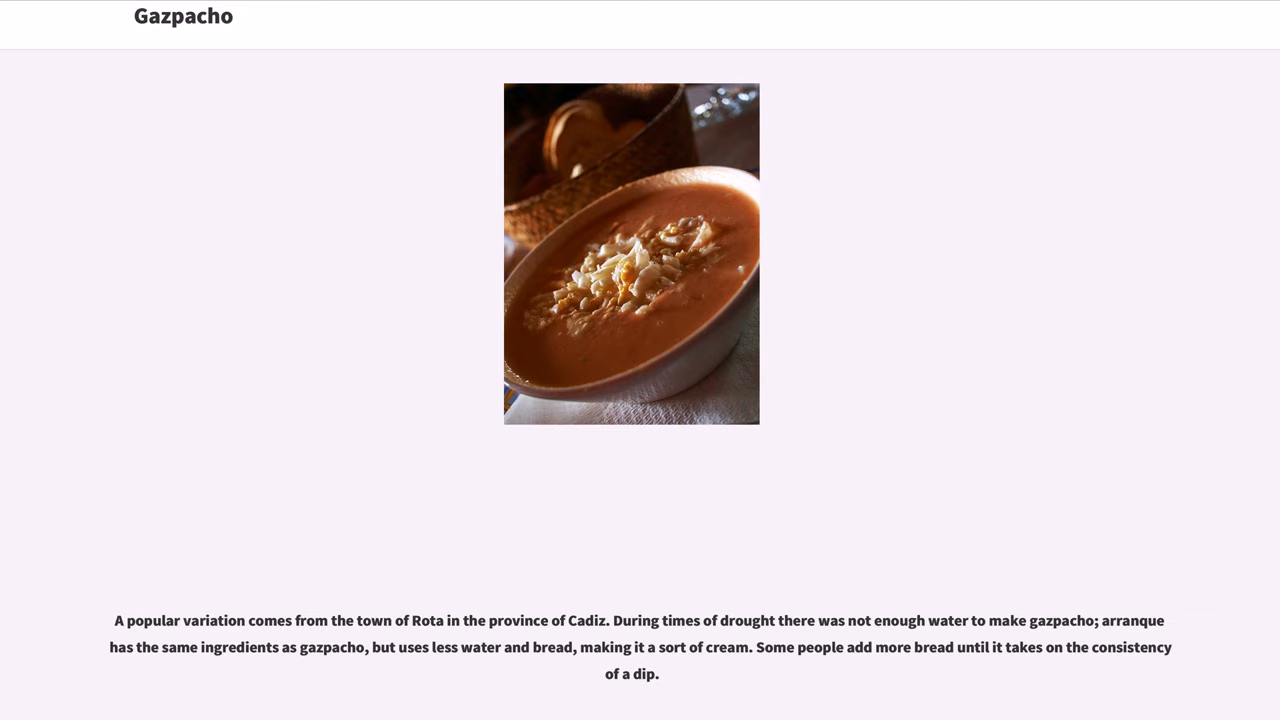 Gazpacho
A popular variation comes from the town of Rota in the province of Cadiz. During times of drought there was not enough water to make gazpacho; arranque
has the same ingredients as gazpacho, but uses less water and bread, making it a sort of cream. Some people add more bread until it takes on the consistency
of a dip.